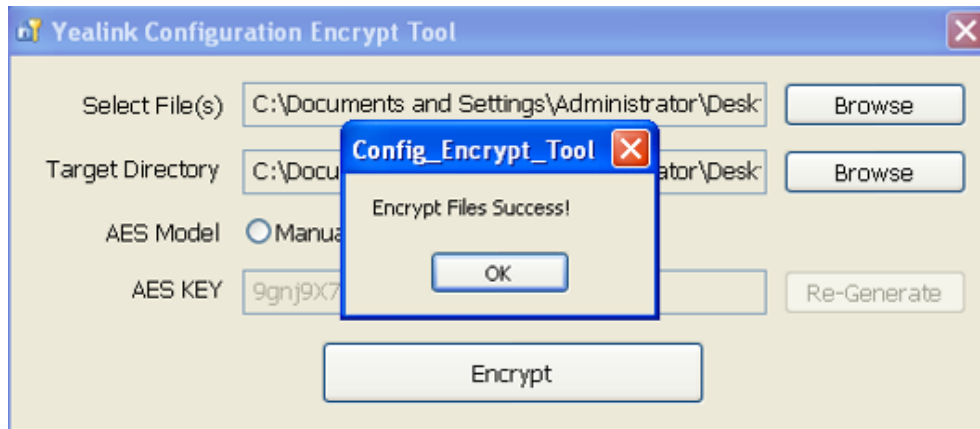 Yealink Configuration Encrypt Tool
Select File(s) C:\Documents and Settings\Administrator\Desk Browse
Config_Encrypt_Tool
Target Directory C:\Docu ator\Desk Browse
Encrypt Files Success!
AES Model Manua
OK
AES KEY 9gnj9X7 Re-Generate
Encrypt